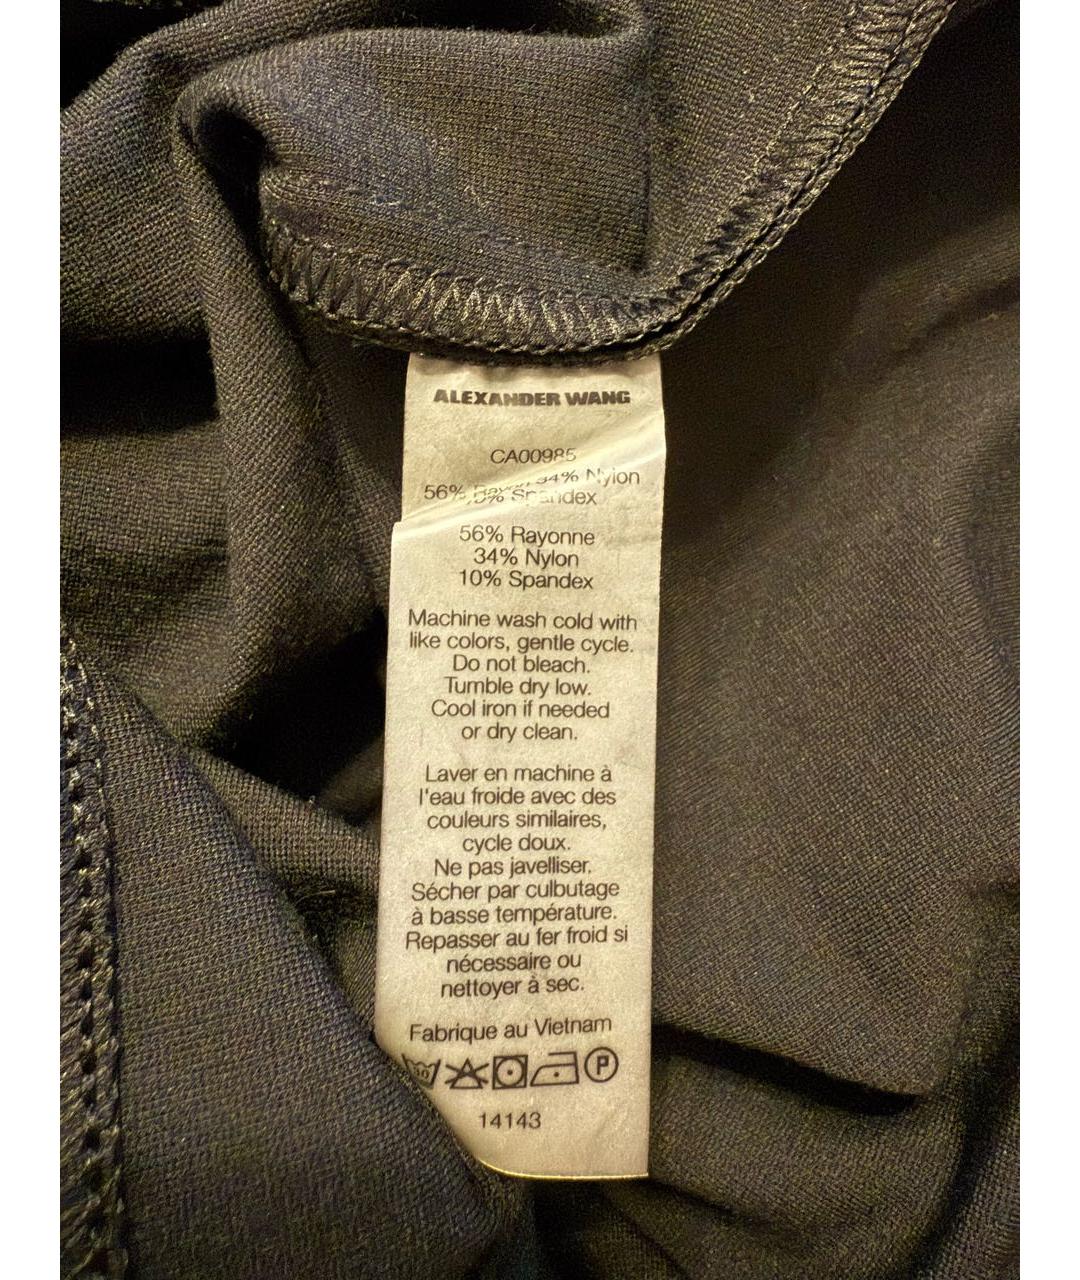 ALEXANDER WANG
CA00985
56% Rayon, 34% Nylon
Spandex
56% Rayonne
34% Nylon
10% Spandex
Machine wash cold with
like colors, gentle cycle.
Do not bleach.
Tumble dry low.
Cool iron if needed
or dry clean.
Laver en machine à
l'eau froide avec des
couleurs similaires,
cycle doux.
Ne pas javelliser.
Sécher par culbutage
à basse température.
Repasser au fer froid si
nécessaire ou
nettoyer à sec.
Fabrique au Vietnam
P
14143